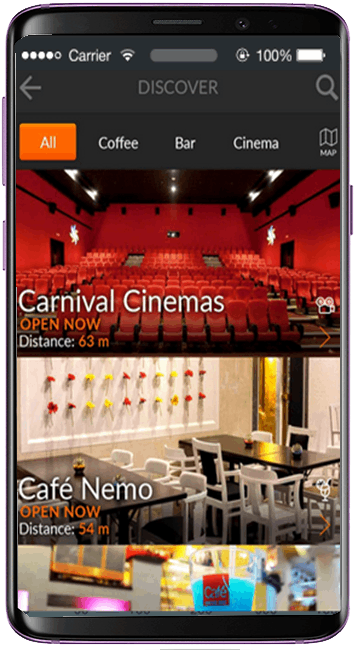 Carrier 100%
DISCOVER
All Coffee Bar Cinema
MAP
Carnival Cinemas
OPEN NOW
Distance: 63 m
Café Nemo
OPEN NOW
Distance: 54 m
Café